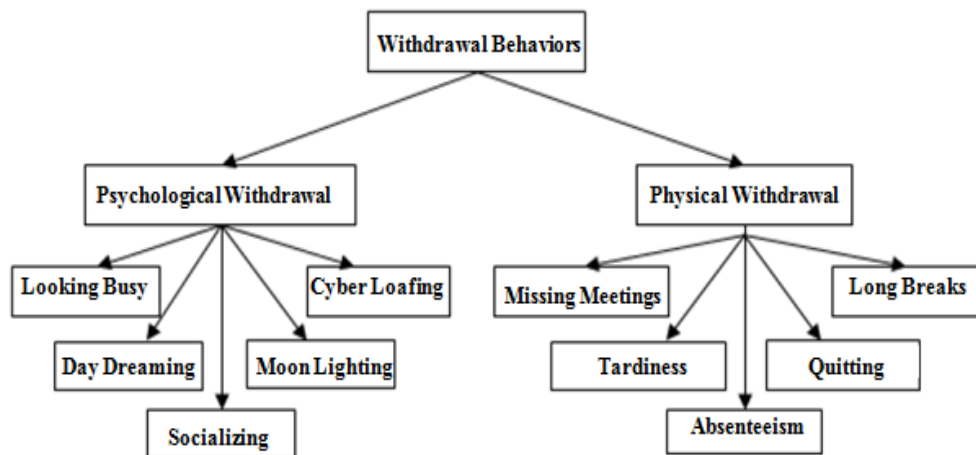 Withdrawal Behaviors
Psychological Withdrawal
Physical Withdrawal
Looking Busy
Cyber Loafing
Missing Meetings
Long Breaks
Day Dreaming
Moon Lighting
Tardiness
Quitting
Socializing
Absenteeism